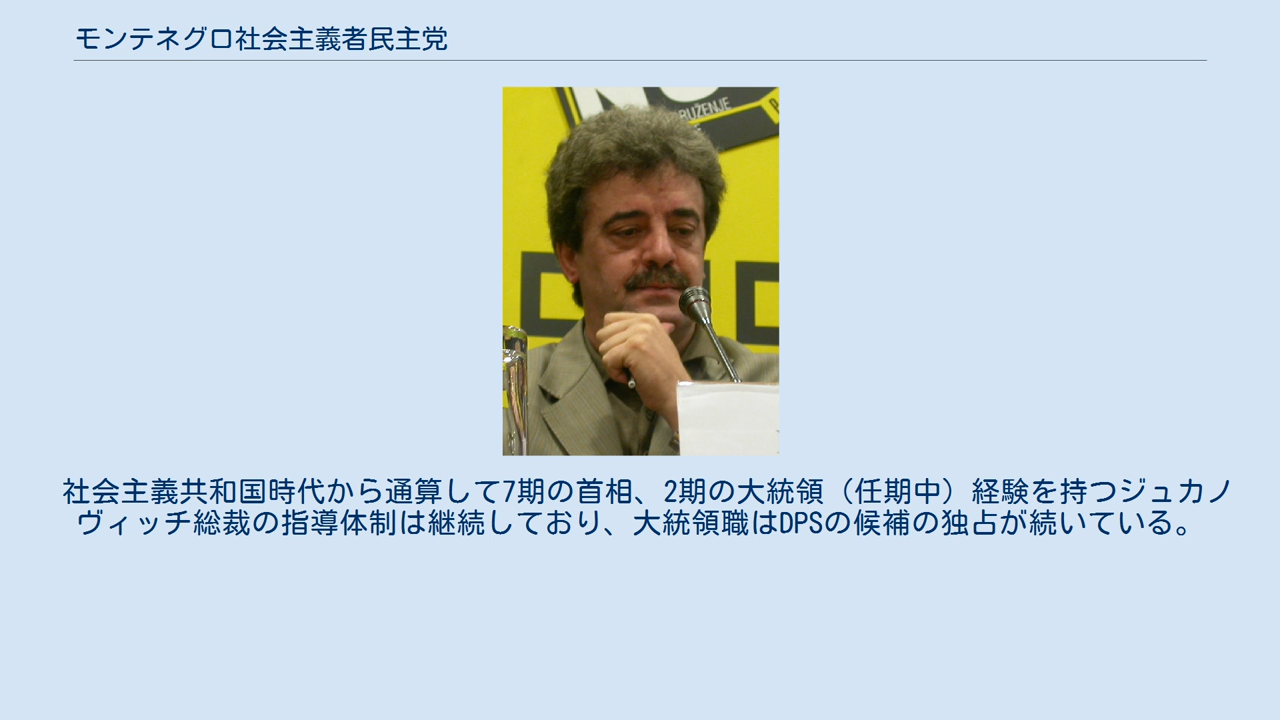 モンテネグロ社会主義者民主党
RUŽENJE
社会主義共和国時代から通算して7期の首相、2期の大統領（任期中）経験を持つジュカノ
ヴィッチ総裁の指導体制は継続しており、大統領職はDPSの候補の独占が続いている。